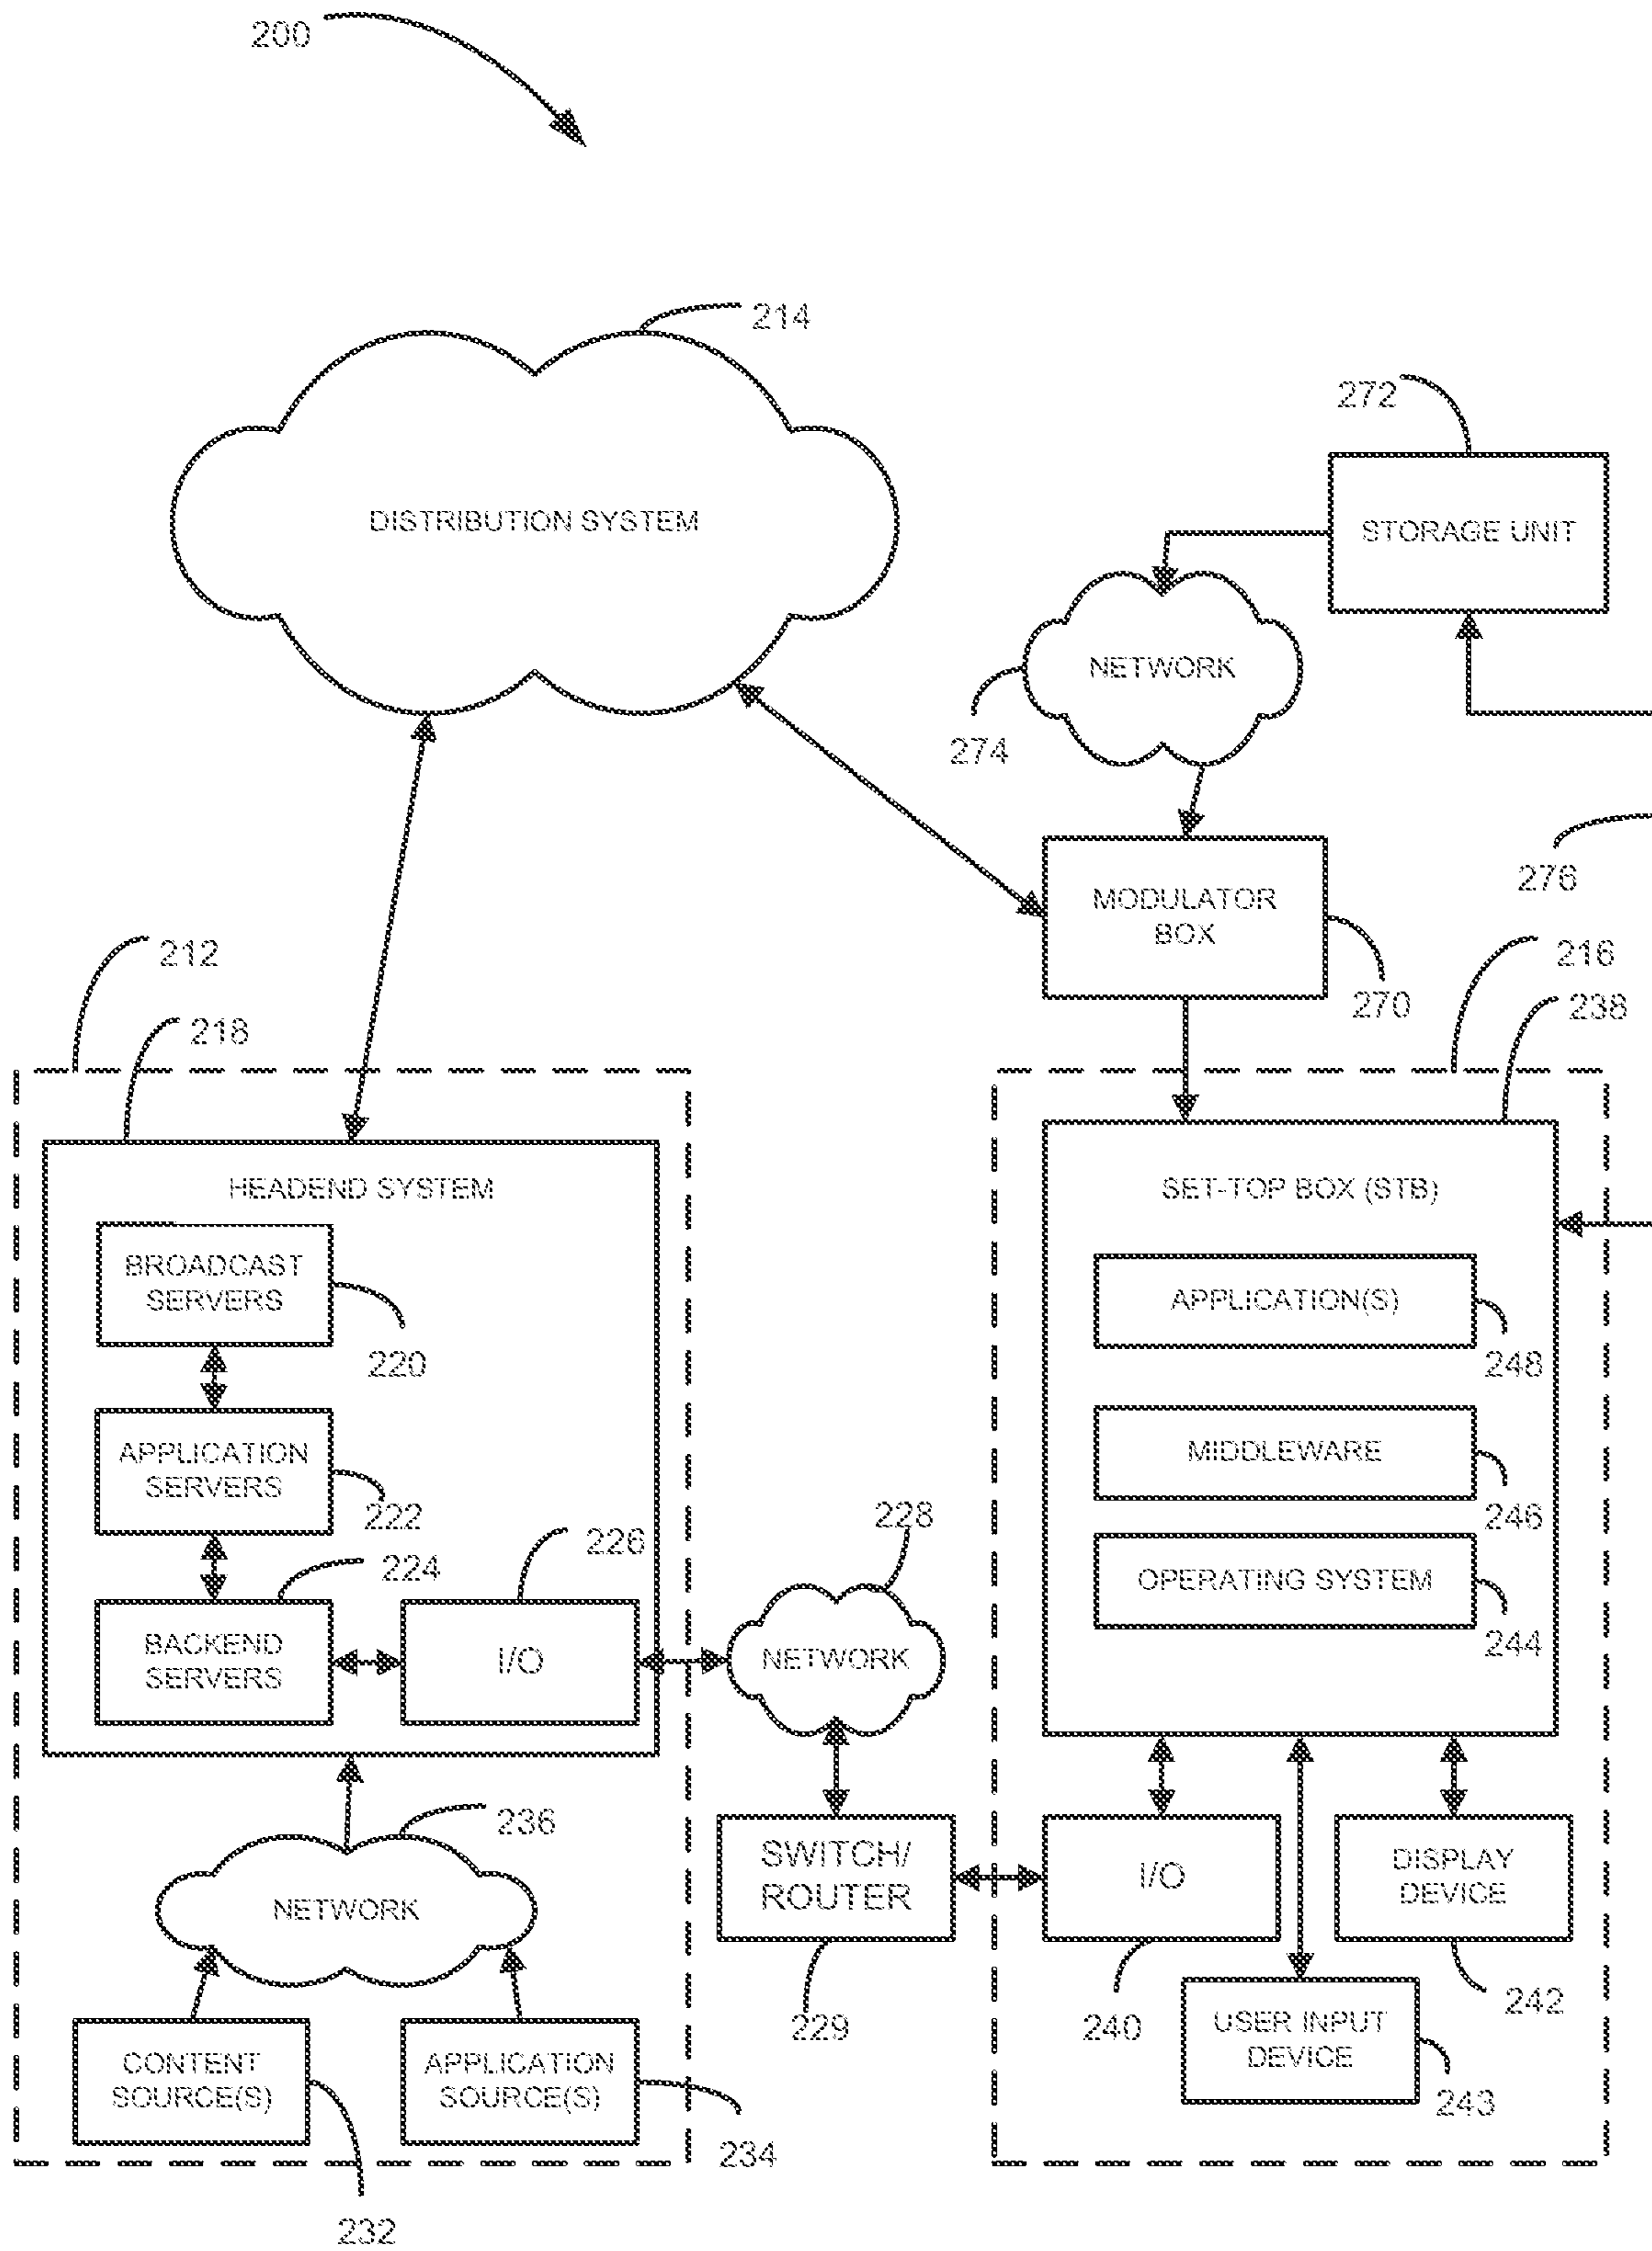 200
214
DISTRIBUTION SYSTEM
272
STORAGE UNIT
NETWORK
274
276
MODULATOR
BOX
270
212
218
216
238
HEADEND SYSTEM
BROADCAST
SERVERS
220
APPLICATION
SERVERS
222
224
226
BACKEND
SERVERS
I/O
228
NETWORK
SET-TOP BOX (STB)
APPLICATION(S)
248
MIDDLEWARE
246
OPERATING SYSTEM
244
236
NETWORK
SWITCH/
ROUTER
229
I/O
240
DISPLAY
DEVICE
242
USER INPUT
DEVICE
243
CONTENT
SOURCE(S)
232
APPLICATION
SOURCE(S)
234